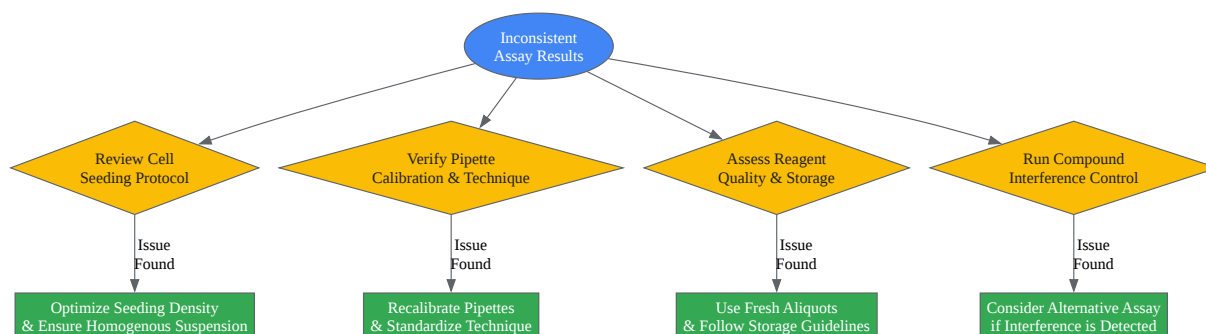 Inconsistent
Assay Results
Review Cell
Seeding Protocol
Verify Pipette
Calibration & Technique
Assess Reagent
Quality & Storage
Run Compound
Interference Control
Issue
Found
Issue
Found
Issue
Found
Issue
Found
Optimize Seeding Density
& Ensure Homogenous Suspension
Recalibrate Pipettes
& Standardize Technique
Use Fresh Aliquots
& Follow Storage Guidelines
Consider Alternative Assay
if Interference is Detected